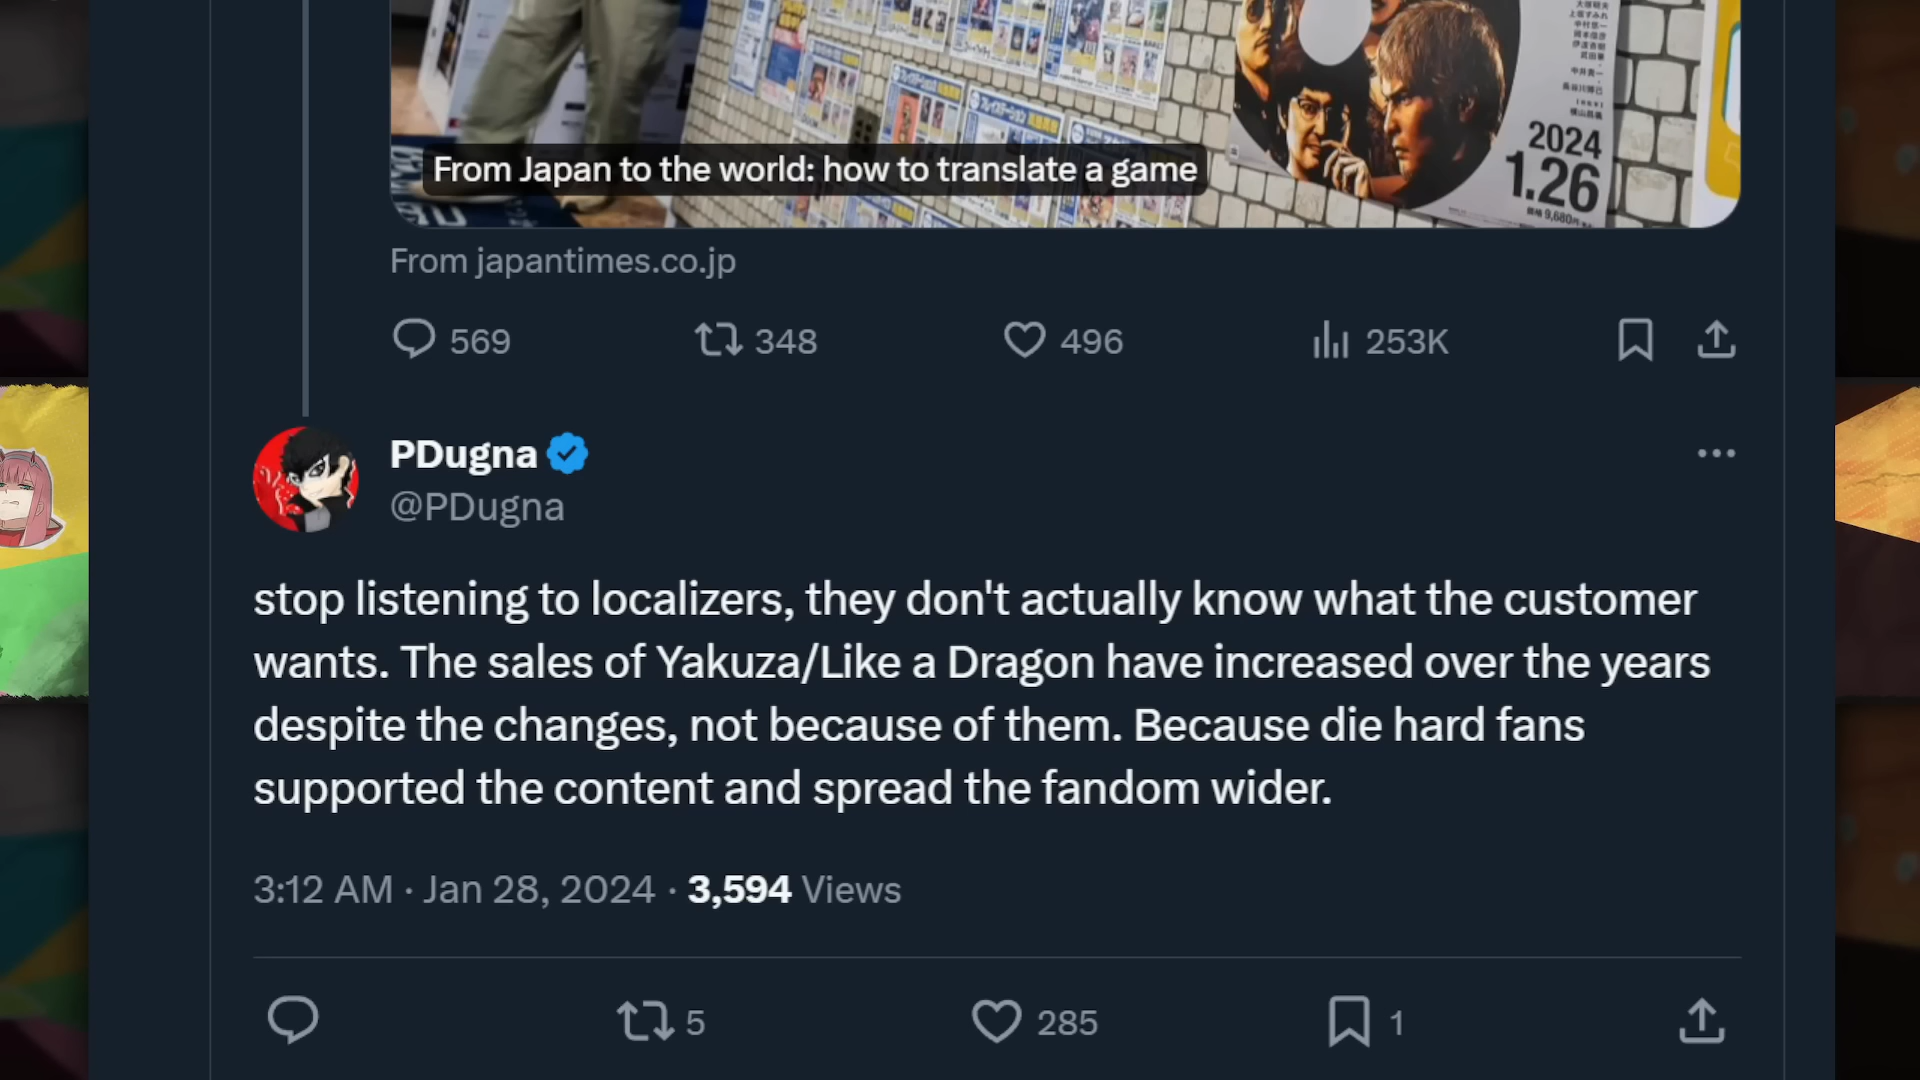 2024
1.26
From Japan to the world: how to translate a game
From japantimes.co.jp
569 348 496 253K
PDugna
@PDugna
stop listening to localizers, they don't actually know what the customer
wants. The sales of Yakuza/Like a Dragon have increased over the years
despite the changes, not because of them. Because die hard fans
supported the content and spread the fandom wider.
3:12 AM · Jan 28, 2024 · 3,594 Views
5 285 1